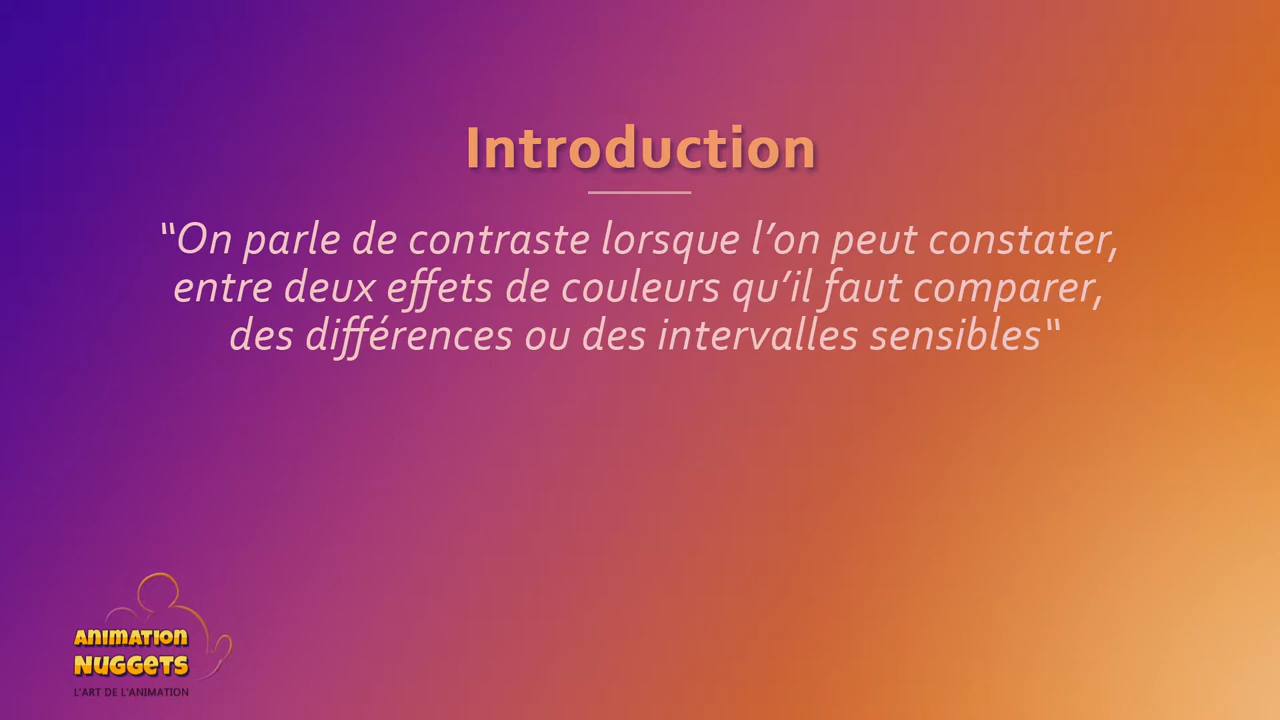 Introduction
“On parle de contraste lorsque l’on peut constater,
entre deux effets de couleurs qu’il faut comparer,
des différences ou des intervalles sensibles“
ANIMATION
NUGGETS
L'ART DE L'ANIMATION